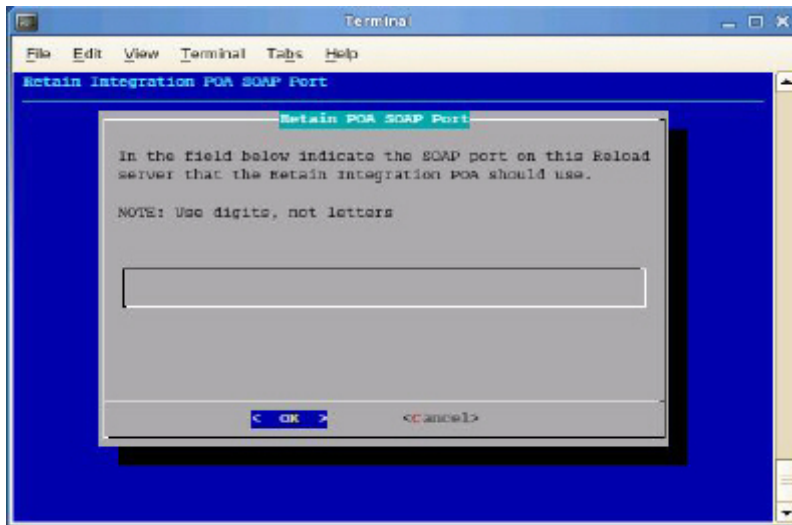 Terminal
File Edit View Terminal Tabs Help
Retain Integration POA SOAP Port
Retain POA SOAP Port
In the field below indicate the SOAP port on this Reload
server that the Retain Integration POA should use.
NOTE: Use digits, not letters
< OK > <Cancel>